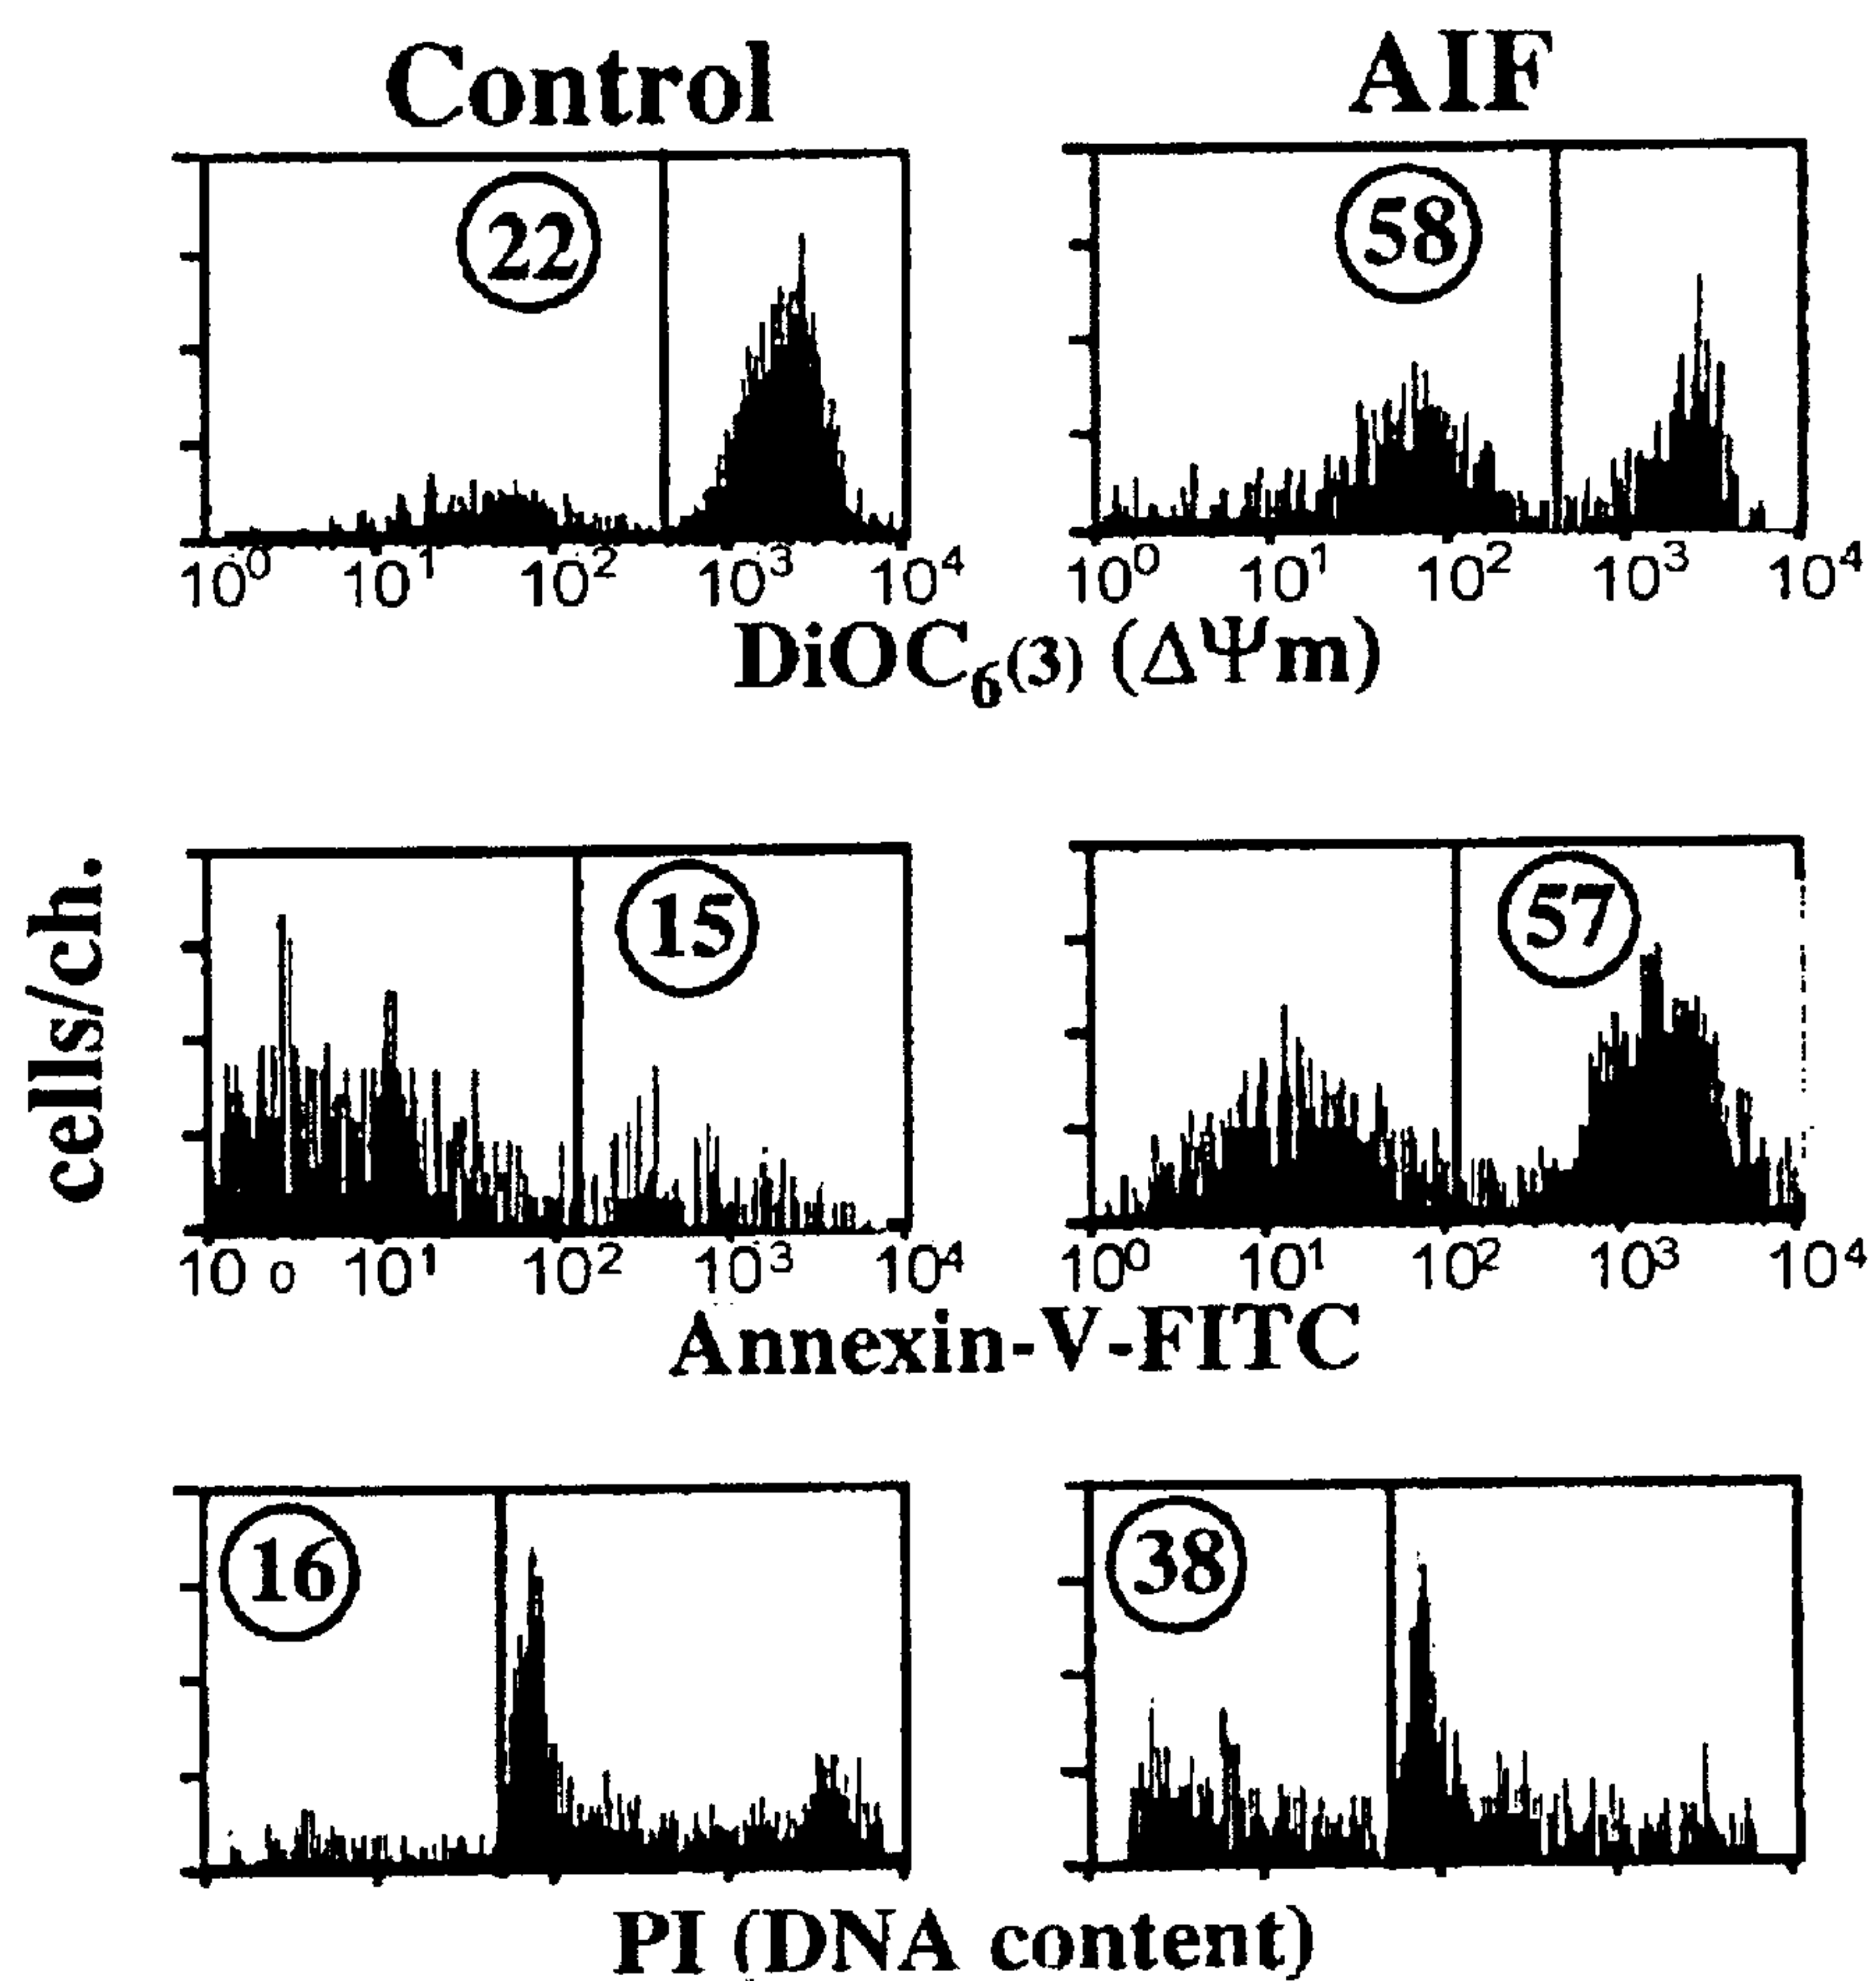 Control AIF
22 58
10⁰ 10¹ 10² 10³ 10⁴ 10⁰ 10¹ 10² 10³ 10⁴
DiOC₆(3) (ΔΨm)
cells/ch.
15 57
10 0 10¹ 10² 10³ 10⁴ 10⁰ 10¹ 10² 10³ 10⁴
Annexin-V-FITC
16 38
PI (DNA content)